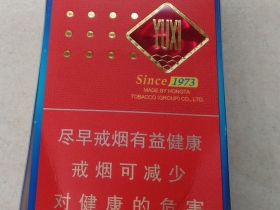 YUXI
Since 1973
MADE BY HONGTA
TOBACCO (GROUP) CO., LTD.
尽早戒烟有益健康
戒烟可减少
对健康的危害